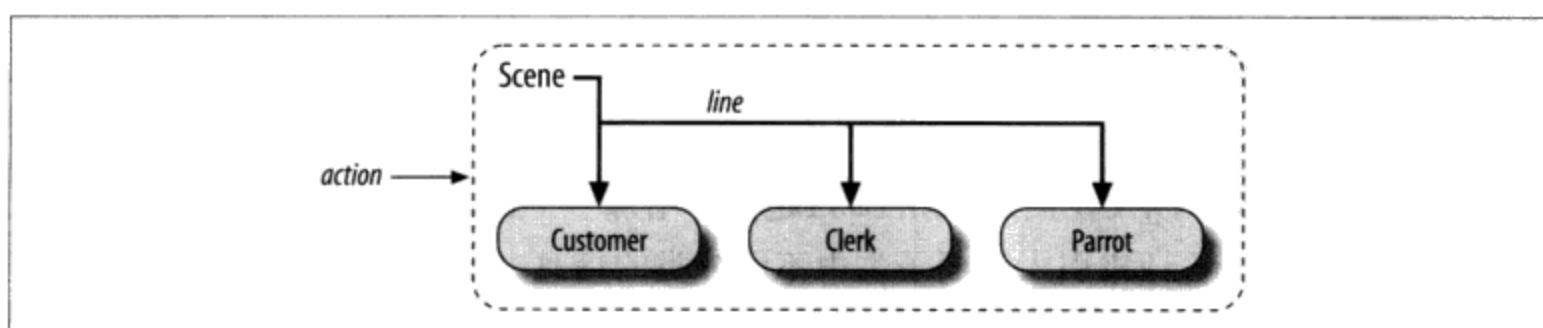 Scene
line
action
Customer
Clerk
Parrot